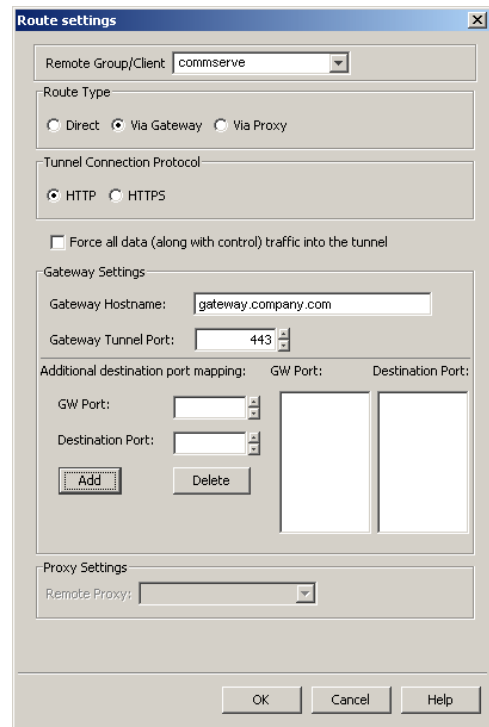 Route settings
Remote Group/Client commserve
Route Type
Direct Via Gateway Via Proxy
Tunnel Connection Protocol
HTTP HTTPS
Force all data (along with control) traffic into the tunnel
Gateway Settings
Gateway Hostname: gateway.company.com
Gateway Tunnel Port: 443
Additional destination port mapping: GW Port: Destination Port:
GW Port:
Destination Port:
Add Delete
Proxy Settings
Remote Proxy:
OK Cancel Help